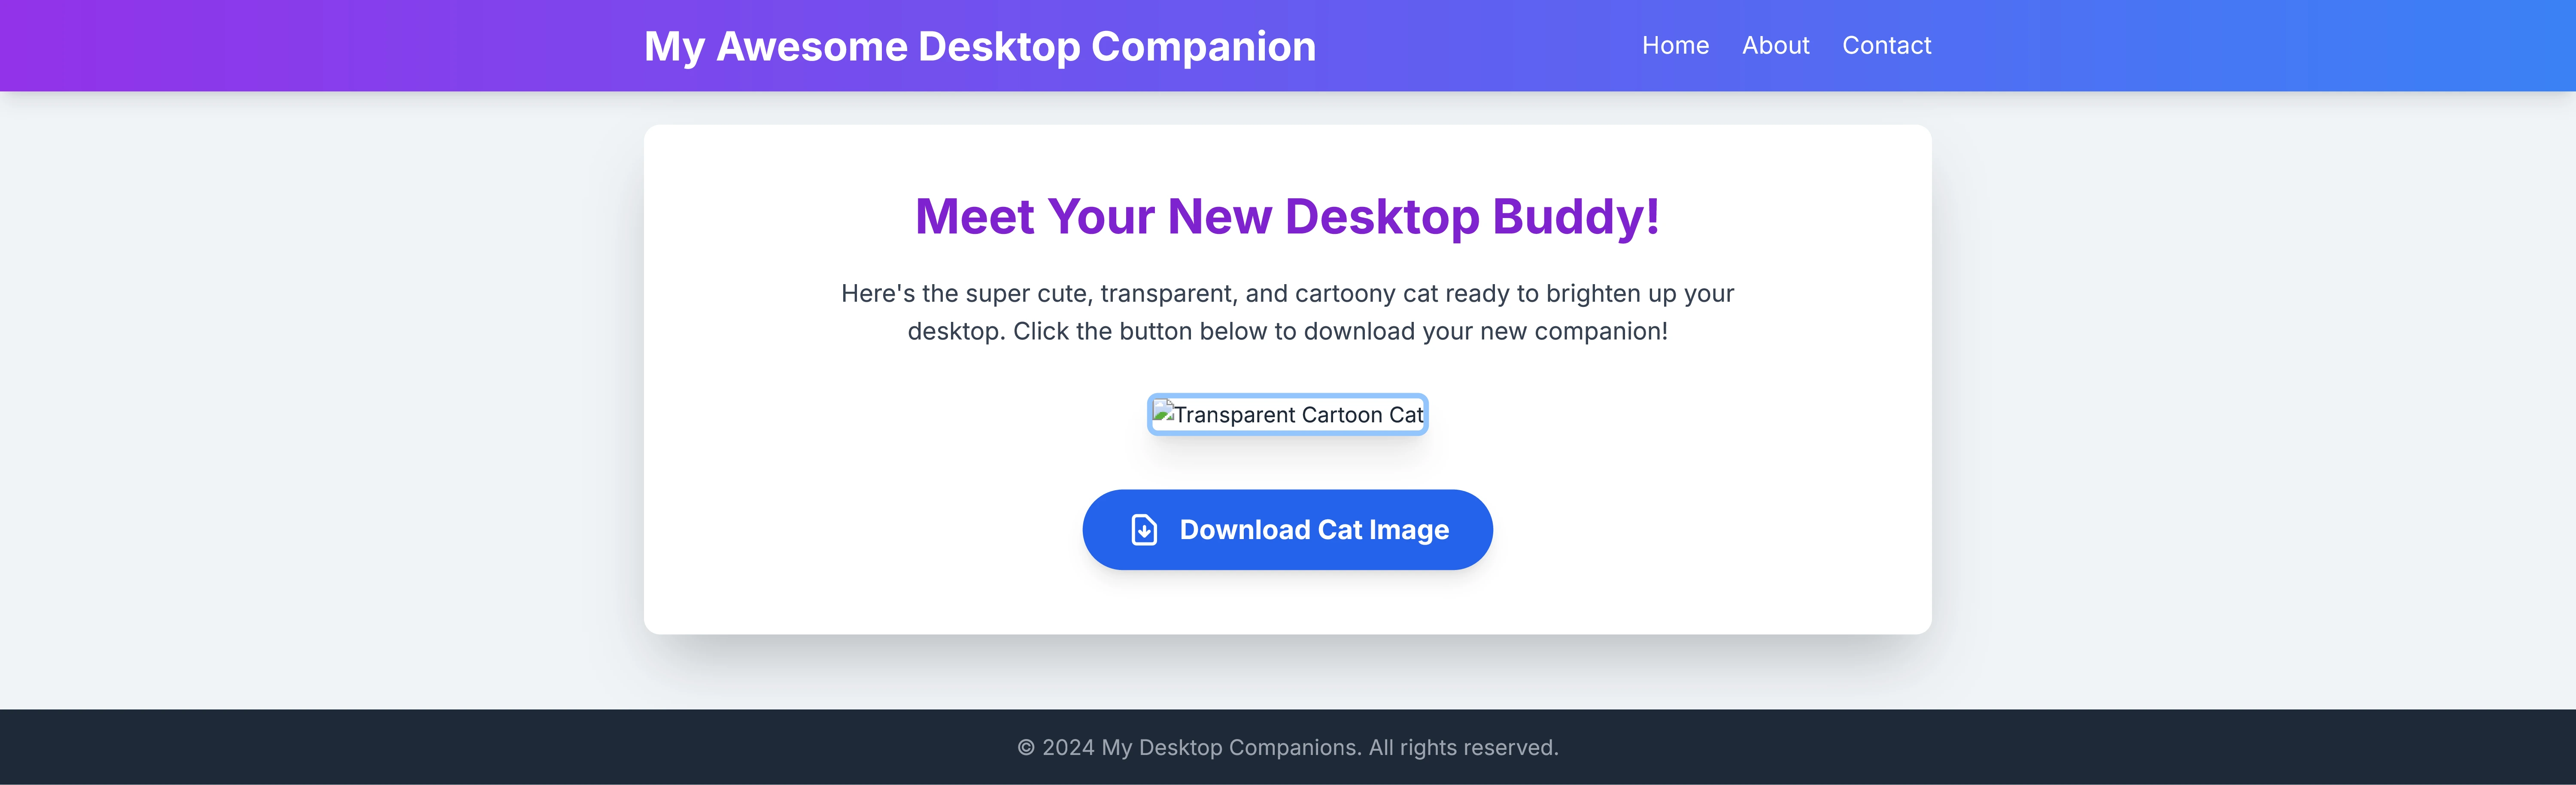 My Awesome Desktop Companion
Home About Contact
Meet Your New Desktop Buddy!
Here's the super cute, transparent, and cartoony cat ready to brighten up your
desktop. Click the button below to download your new companion!
Transparent Cartoon Cat
Download Cat Image
© 2024 My Desktop Companions. All rights reserved.